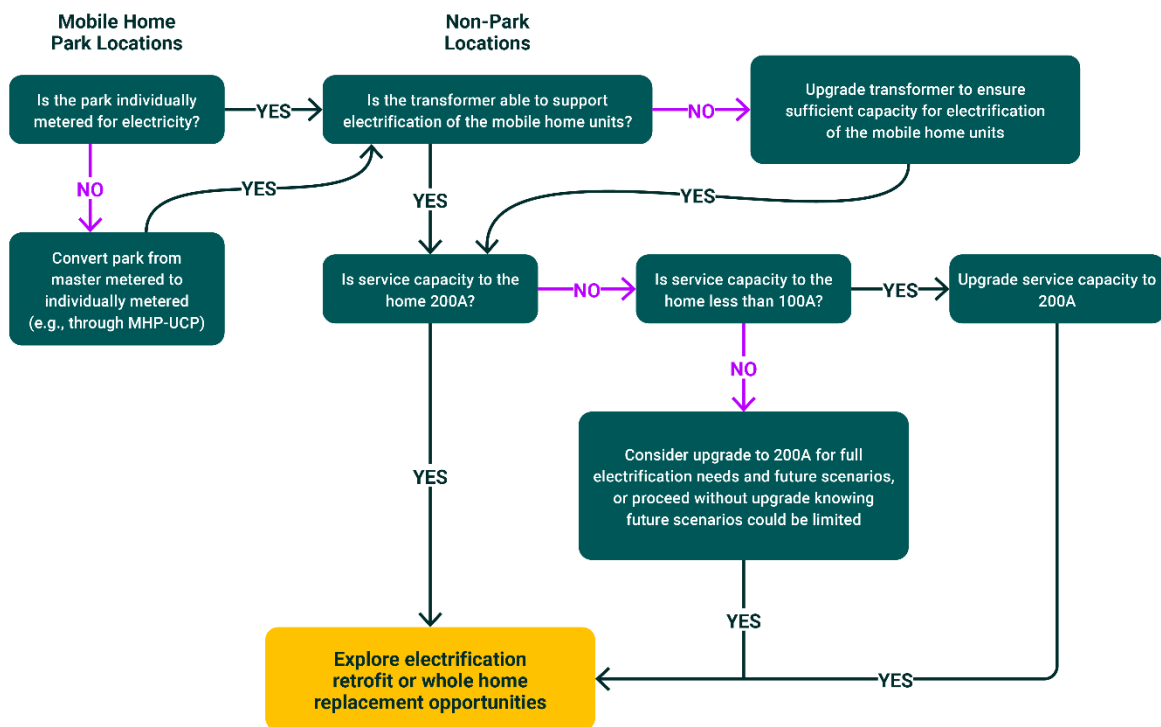 Mobile Home
Park Locations
Non-Park
Locations
Is the park individually
metered for electricity?
YES
Is the transformer able to support
electrification of the mobile home units?
NO
Upgrade transformer to ensure
sufficient capacity for electrification
of the mobile home units
NO
YES
YES
YES
Convert park from
master metered to
individually metered
(e.g., through MHP-UCP)
Is service capacity to the
home 200A?
NO
Is service capacity to the
home less than 100A?
YES
Upgrade service capacity to
200A
NO
YES
Consider upgrade to 200A for full
electrification needs and future scenarios,
or proceed without upgrade knowing
future scenarios could be limited
YES
Explore electrification
retrofit or whole home
replacement opportunities
YES